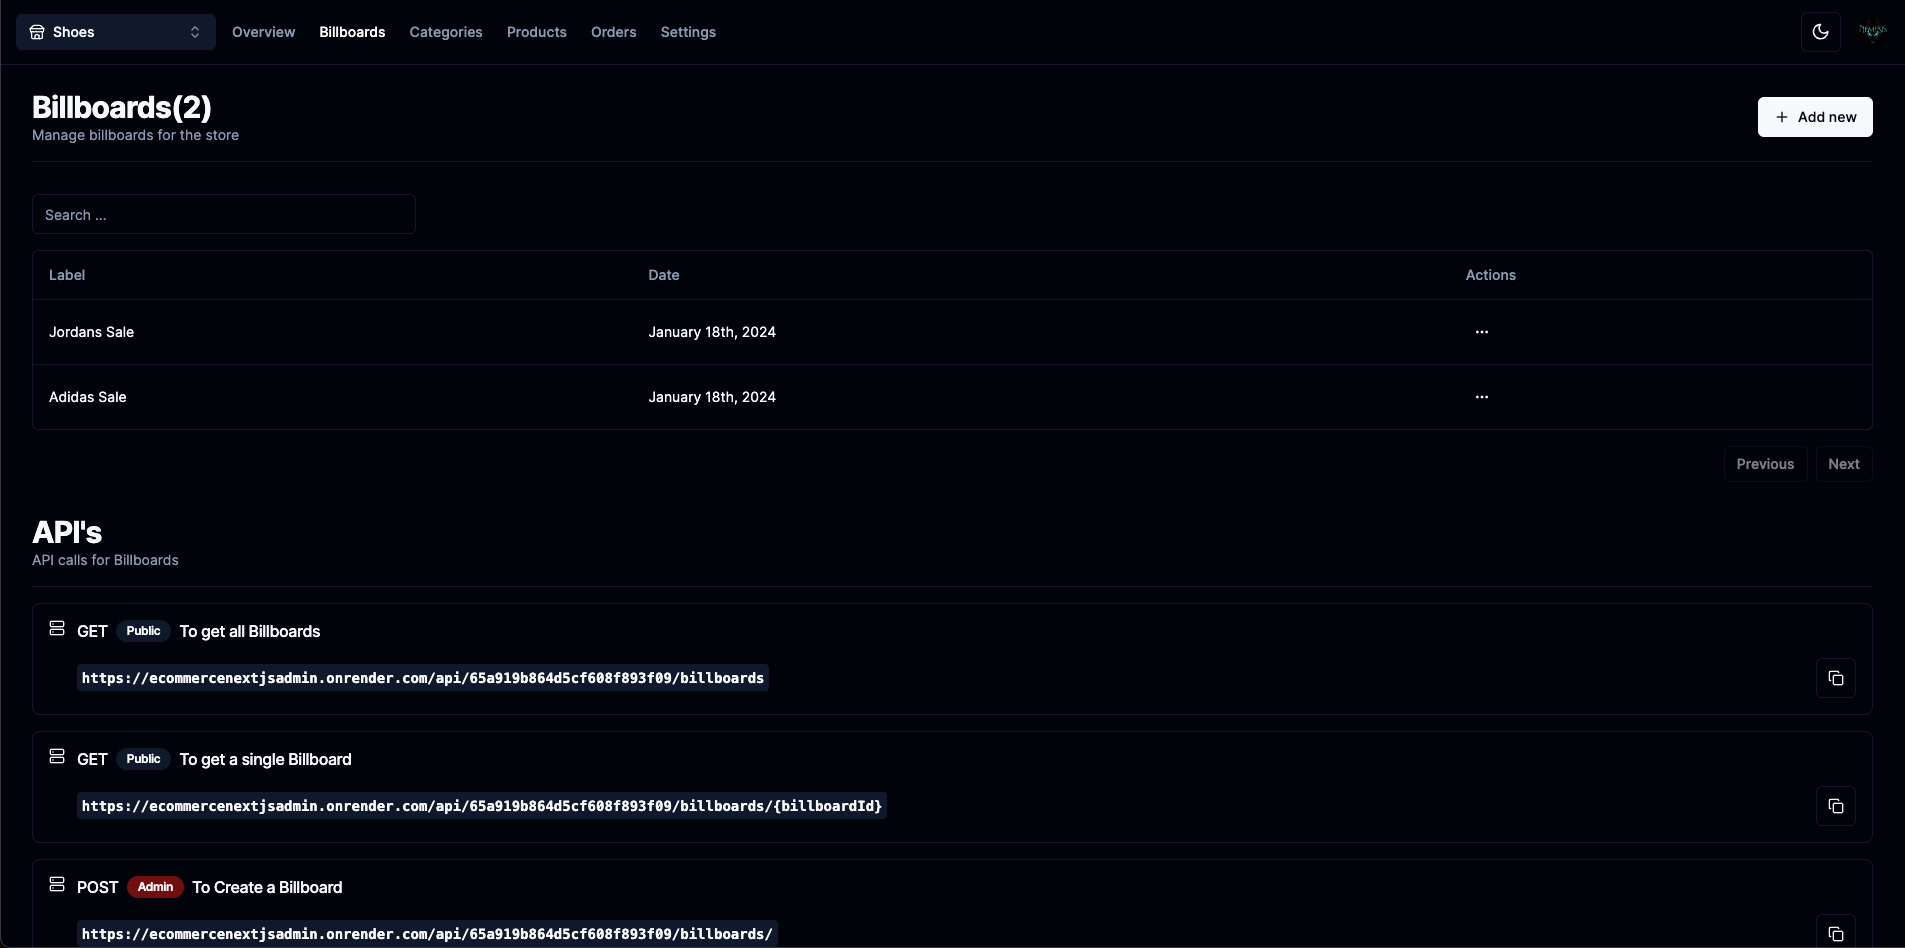 Shoes Overview Billboards Categories Products Orders Settings
Billboards(2)
Manage billboards for the store
+ Add new
Search ...
Label Date Actions
Jordans Sale January 18th, 2024 ...
Adidas Sale January 18th, 2024 ...
Previous Next
API's
API calls for Billboards
GET Public To get all Billboards
https://ecommercenextjsadmin.onrender.com/api/65a919b864d5cf608f893f09/billboards
GET Public To get a single Billboard
https://ecommercenextjsadmin.onrender.com/api/65a919b864d5cf608f893f09/billboards/{billboardId}
POST Admin To Create a Billboard
https://ecommercenextjsadmin.onrender.com/api/65a919b864d5cf608f893f09/billboards/